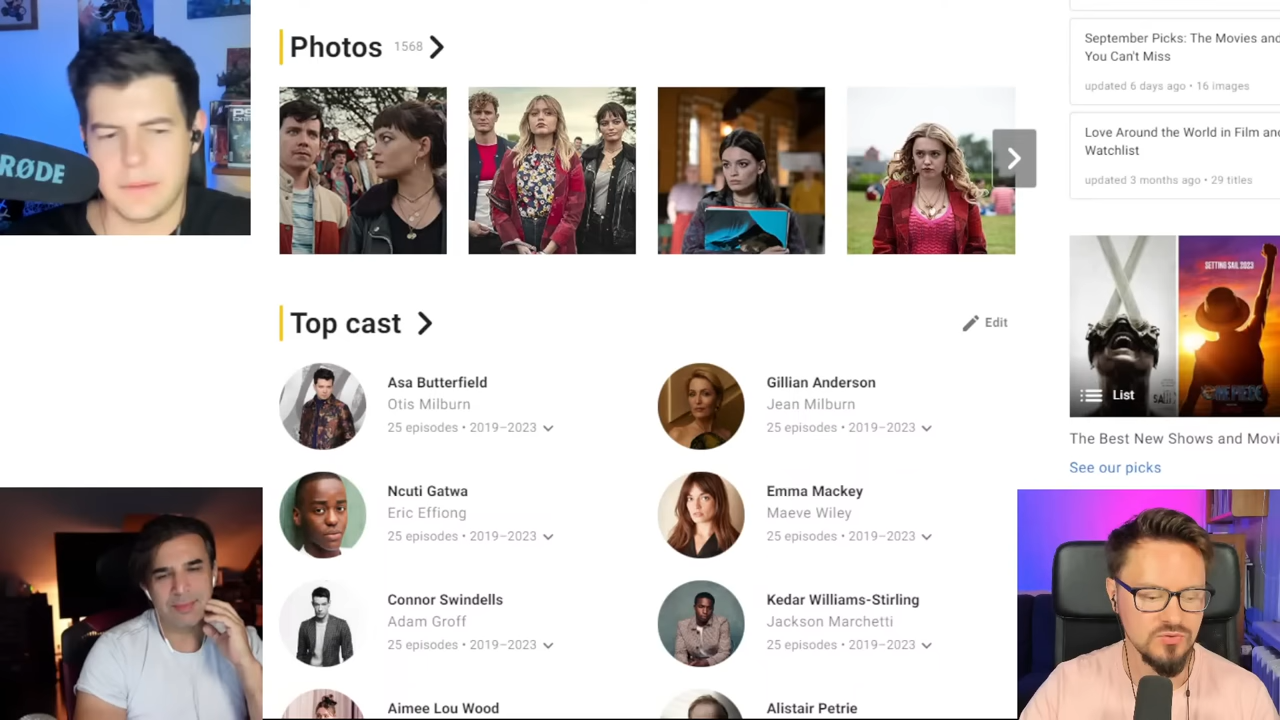 RØDE
Photos 1568
Top cast
Edit
Asa Butterfield
Otis Milburn
25 episodes • 2019–2023
Gillian Anderson
Jean Milburn
25 episodes • 2019–2023
Ncuti Gatwa
Eric Effiong
25 episodes • 2019–2023
Emma Mackey
Maeve Wiley
25 episodes • 2019–2023
Connor Swindells
Adam Groff
25 episodes • 2019–2023
Kedar Williams-Stirling
Jackson Marchetti
25 episodes • 2019–2023
Aimee Lou Wood
Alistair Petrie
September Picks: The Movies and
You Can't Miss
updated 6 days ago • 16 images
Love Around the World in Film and
Watchlist
updated 3 months ago • 29 titles
SETTING SAIL 2023
List
The Best New Shows and Movi
See our picks